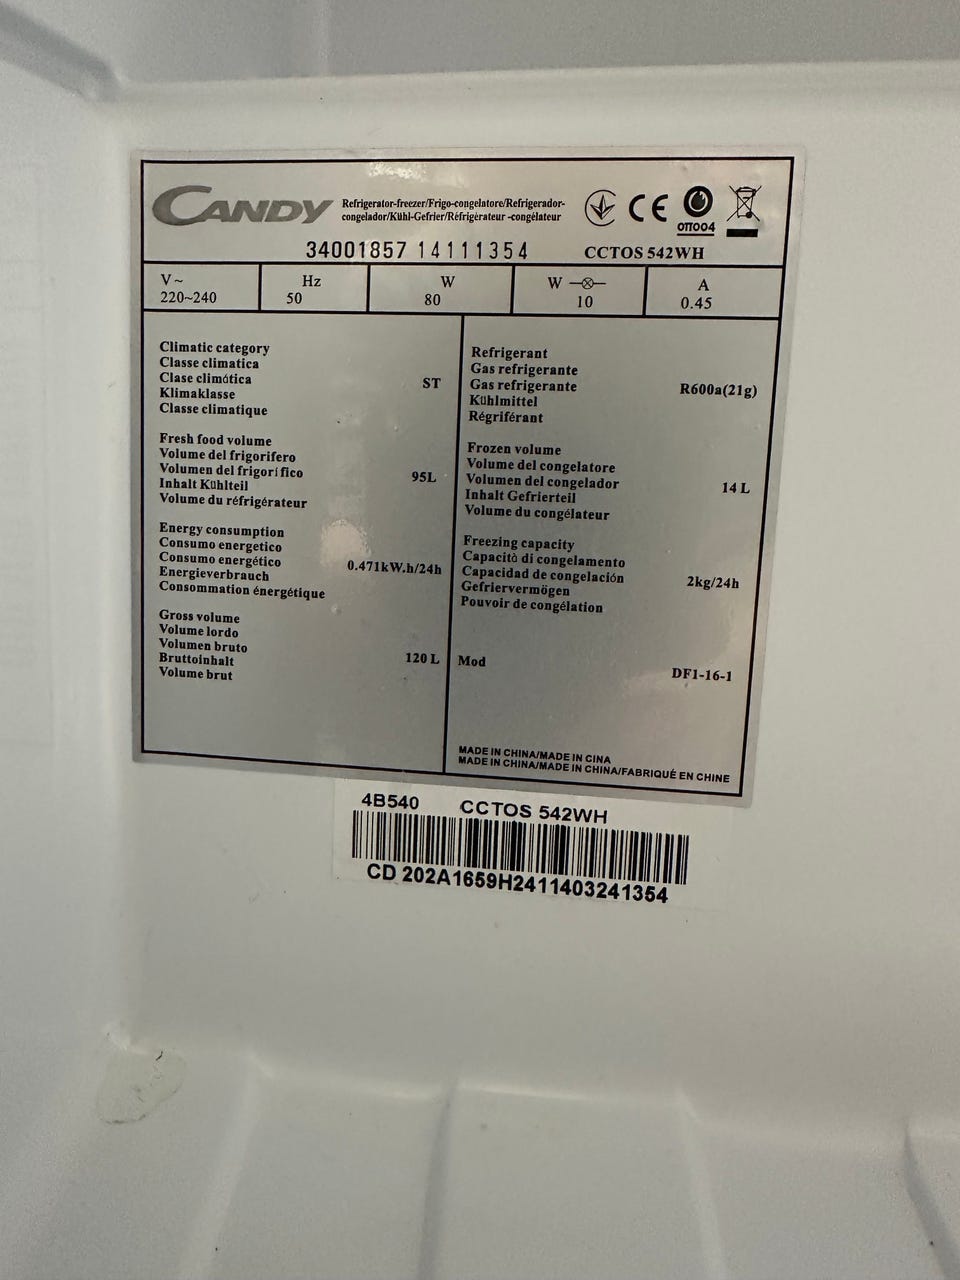 CANDY
Refrigerator-freezer/Frigo-congelatore/Refrigerador-
congelador/Kühl-Gefrier/Réfrigérateur -congélateur
CE
OΠ004
34001857 14111354
CCTOS 542WH
V~
220~240
Hz
50
W
80
W
10
A
0.45
Climatic category
Classe climatica
Clase climótica
Klimaklasse
Classe climatique
ST
Fresh food volume
Volume del frigorifero
Volumen del frigorifico
Inhalt Kühlteil
Volume du réfrigérateur
95L
Energy consumption
Consumo energetico
Consumo energético
Energieverbrauch
Consommation énergétique
0.471kW.h/24h
Gross volume
Volume lordo
Volumen bruto
Bruttoinhalt
Volume brut
120 L
Refrigerant
Gas refrigerante
Gas refrigerante
Kühlmittel
Régriférant
R600a(21g)
Frozen volume
Volume del congelatore
Volumen del congelador
Inhalt Gefrierteil
Volume du congélateur
14 L
Freezing capacity
Capacitò di congelamento
Capacidad de congelación
Gefriervermögen
Pouvoir de congélation
2kg/24h
Mod
DF1-16-1
MADE IN CHINA/MADE IN CINA
MADE IN CHINA/MADE IN CHINA/FABRIQUÉ EN CHINE
4B540 CCTOS 542WH
CD 202A1659H2411403241354